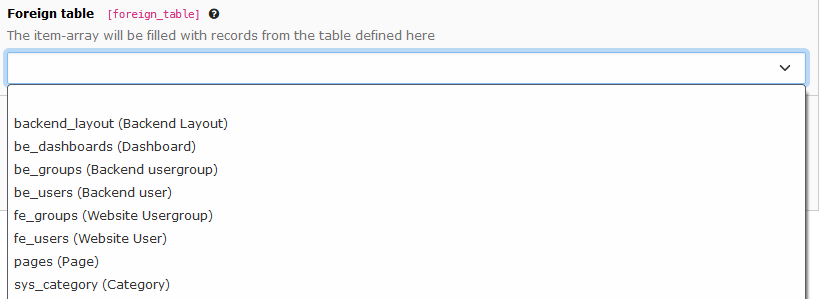 Foreign table [foreign_table] ?
The item-array will be filled with records from the table defined here
backend_layout (Backend Layout)
be_dashboards (Dashboard)
be_groups (Backend usergroup)
be_users (Backend user)
fe_groups (Website Usergroup)
fe_users (Website User)
pages (Page)
sys_category (Category)